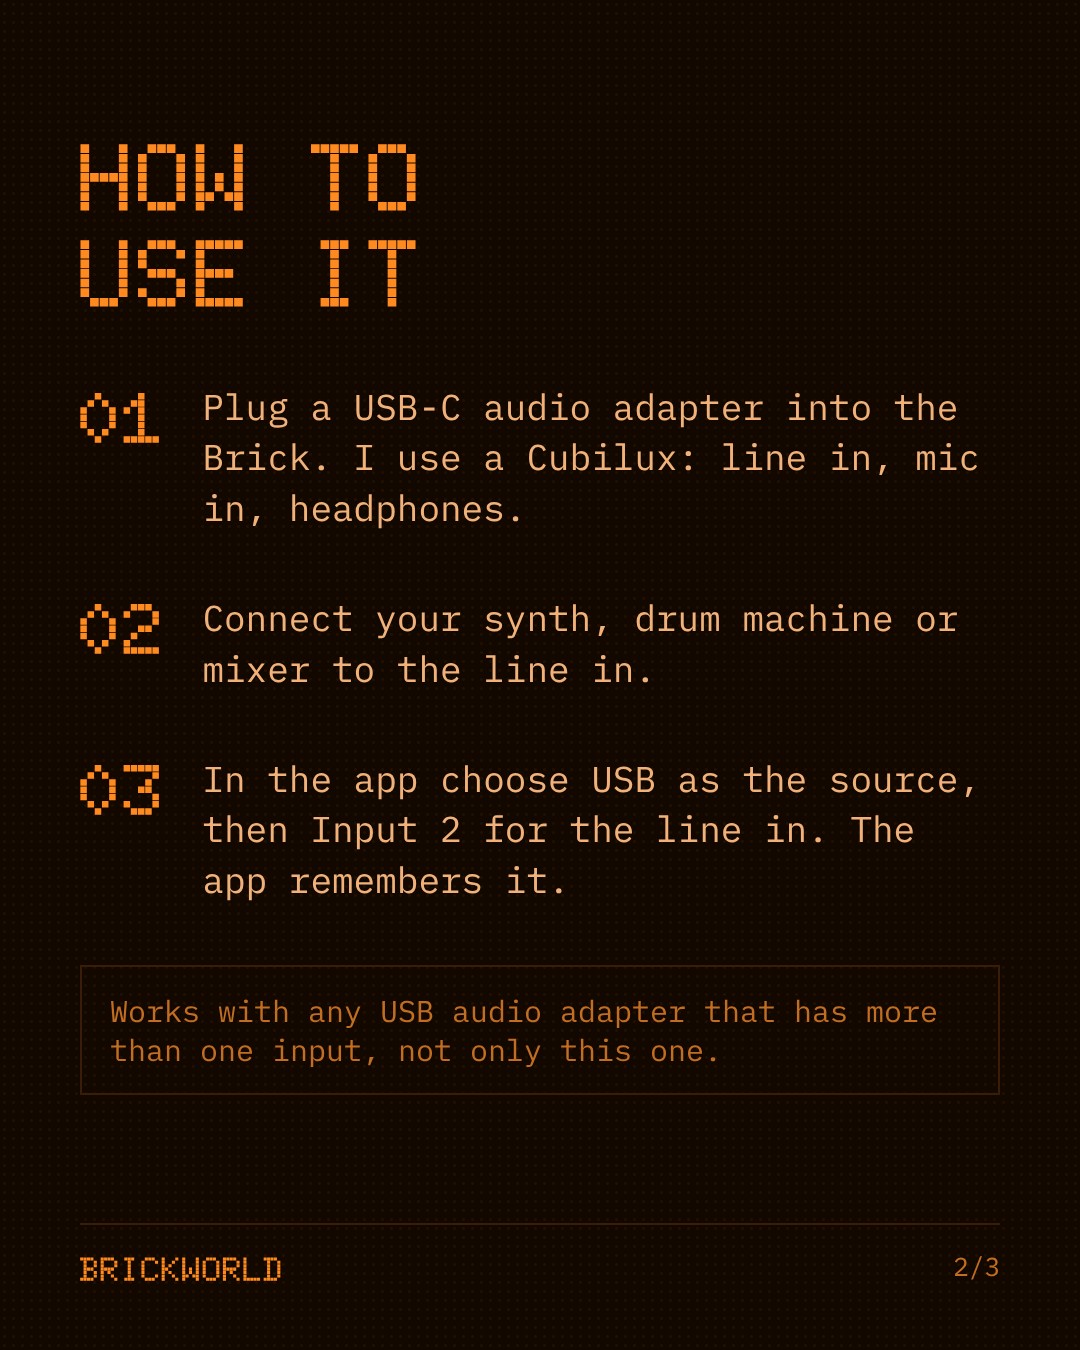 HOW TO
USE IT
01
Plug a USB-C audio adapter into the
Brick. I use a Cubilux: line in, mic
in, headphones.
02
Connect your synth, drum machine or
mixer to the line in.
03
In the app choose USB as the source,
then Input 2 for the line in. The
app remembers it.
Works with any USB audio adapter that has more
than one input, not only this one.
BRICKWORLD
2/3